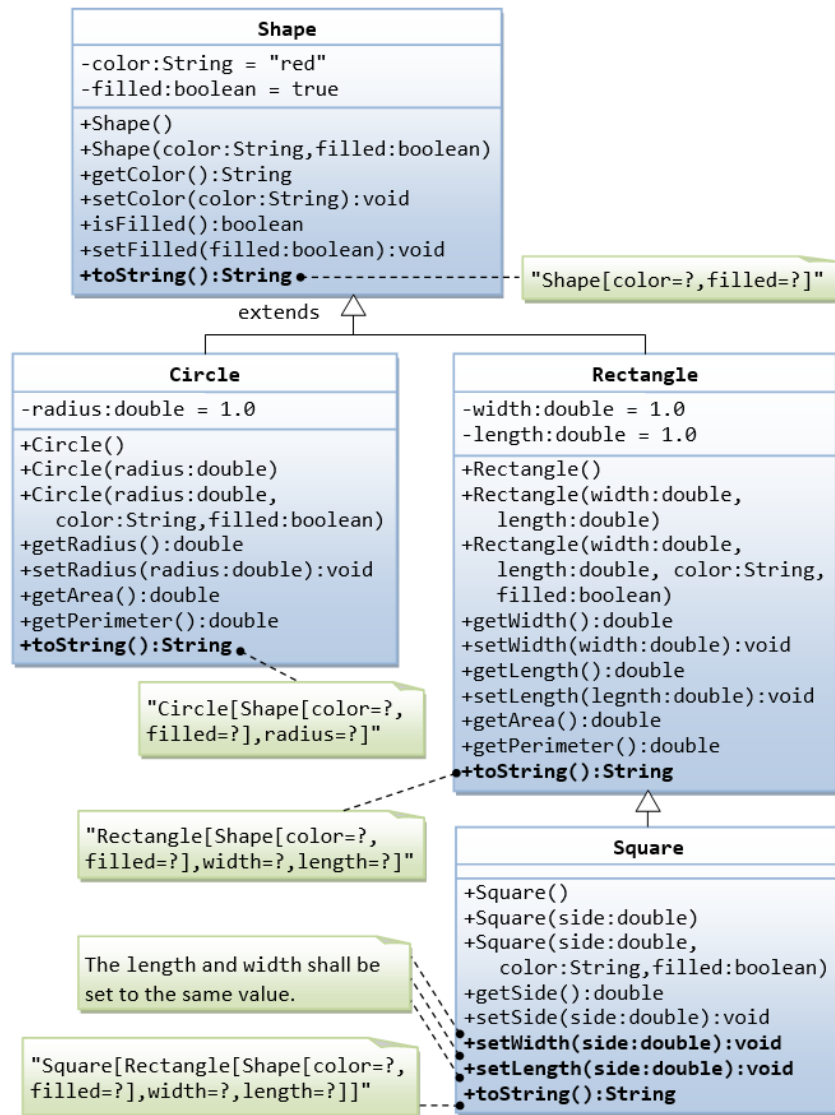 Shape
-color:String = "red"
-filled:boolean = true
+Shape()
+Shape(color:String,filled:boolean)
+getColor():String
+setColor(color:String):void
+isFilled():boolean
+setFilled(filled:boolean):void
+toString():String
"Shape[color=?,filled=?]"
extends
Circle
-radius:double = 1.0
+Circle()
+Circle(radius:double)
+Circle(radius:double,
color:String,filled:boolean)
+getRadius():double
+setRadius(radius:double):void
+getArea():double
+getPerimeter():double
+toString():String
"Circle[Shape[color=?,
filled=?],radius=?]"
Rectangle
-width:double = 1.0
-length:double = 1.0
+Rectangle()
+Rectangle(width:double,
length:double)
+Rectangle(width:double,
length:double, color:String,
filled:boolean)
+getWidth():double
+setWidth(width:double):void
+getLength():double
+setLength(legnth:double):void
+getArea():double
+getPerimeter():double
+toString():String
"Rectangle[Shape[color=?,
filled=?],width=?,length=?]"
Square
+Square()
+Square(side:double)
+Square(side:double,
color:String,filled:boolean)
+getSide():double
+setSide(side:double):void
+setWidth(side:double):void
+setLength(side:double):void
+toString():String
The length and width shall be
set to the same value.
"Square[Rectangle[Shape[color=?,
filled=?],width=?,length=?]]"